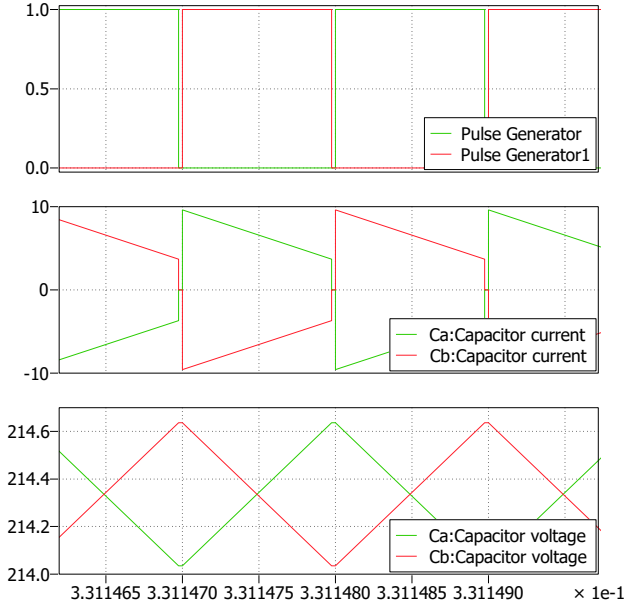 1.0
0.5
0.0
Pulse Generator
Pulse Generator1
10
0
-10
Ca:Capacitor current
Cb:Capacitor current
214.6
214.4
214.2
214.0
Ca:Capacitor voltage
Cb:Capacitor voltage
3.311465 3.311470 3.311475 3.311480 3.311485 3.311490 × 1e-1